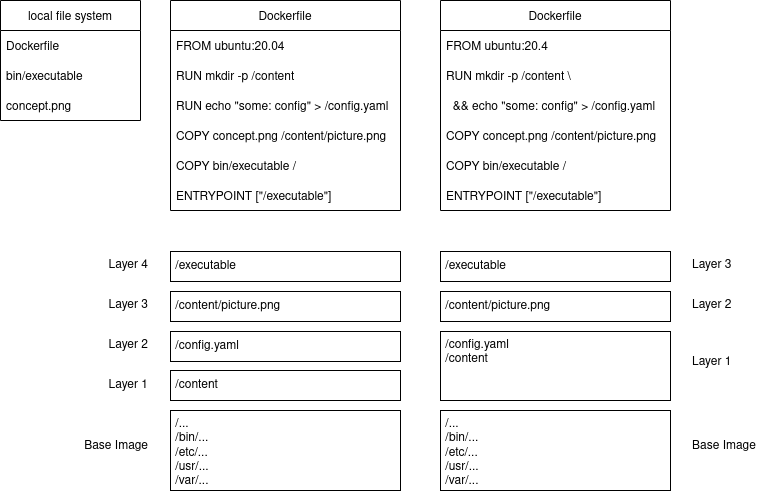 local file system
Dockerfile
bin/executable
concept.png
Dockerfile
FROM ubuntu:20.04
RUN mkdir -p /content
RUN echo "some: config" > /config.yaml
COPY concept.png /content/picture.png
COPY bin/executable /
ENTRYPOINT ["/executable"]
Dockerfile
FROM ubuntu:20.4
RUN mkdir -p /content \
&& echo "some: config" > /config.yaml
COPY concept.png /content/picture.png
COPY bin/executable /
ENTRYPOINT ["/executable"]
Layer 4
/executable
Layer 3
/content/picture.png
Layer 2
/config.yaml
Layer 1
/content
Base Image
/...
/bin/...
/etc/...
/usr/...
/var/...
/executable
Layer 3
/content/picture.png
Layer 2
/config.yaml
/content
Layer 1
/...
/bin/...
/etc/...
/usr/...
/var/...
Base Image